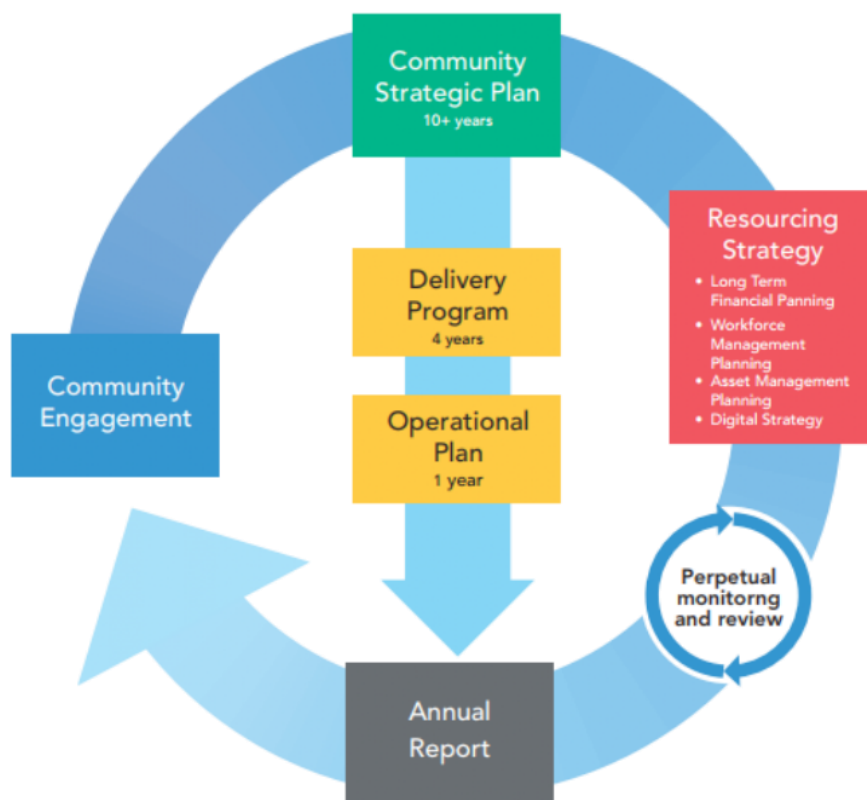 Community
Strategic Plan
10+ years
Resourcing
Strategy
• Long Term
Financial Panning
• Workforce
Management
Planning
• Asset Management
Planning
• Digital Strategy
Delivery
Program
4 years
Community
Engagement
Operational
Plan
1 year
Perpetual
monitorng
and review
Annual
Report